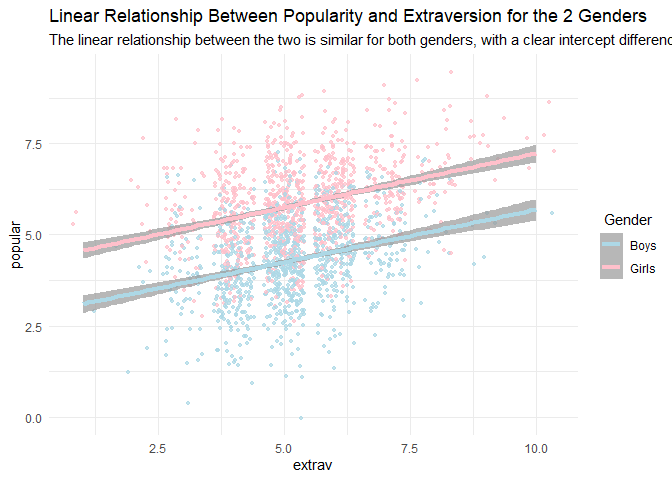 Linear Relationship Between Popularity and Extraversion for the 2 Genders
The linear relationship between the two is similar for both genders, with a clear intercept difference
popular
7.5
5.0
2.5
0.0
2.5 5.0 7.5 10.0
extrav
Gender
Boys
Girls